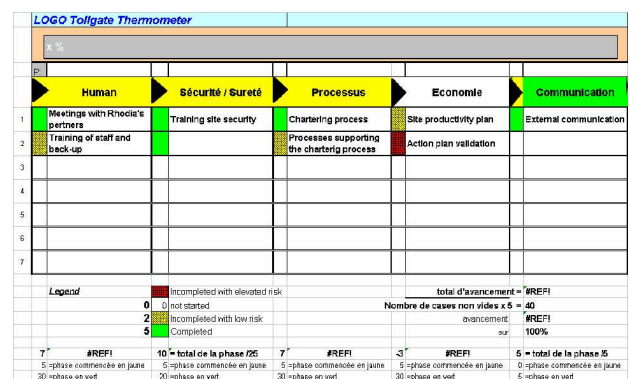 LOGO Tollgate Thermometer
x %
P:
Human Sécurité / Sureté Processus Economie Communication
1 Meetings with Rhodia's partners Training site security Chartering process Site productivity plan External communication
2 Training of staff and back-up Processes supporting the charterig process Action plan validation
3
4
5
6
7
Legend Incompleted with elevated risk total d'avancement = #REF!
0 0 not started Nombre de cases non vides x 5 = 40
2 Incompleted with low risk avancement #REF!
5 Completed sur 100%
7 #REF! 10 = total de la phase /25 7 #REF! -3 #REF! 5 = total de la phase /5
5 =phase commencée en jaune 5 =phase commencée en jaune 5 =phase commencée en jaune 5 =phase commencée en jaune 0 =phase commencée en jaune
30 =phase en vert 20 =phase en vert 30 =phase en vert 30 =phase en vert 5 =phase en vert